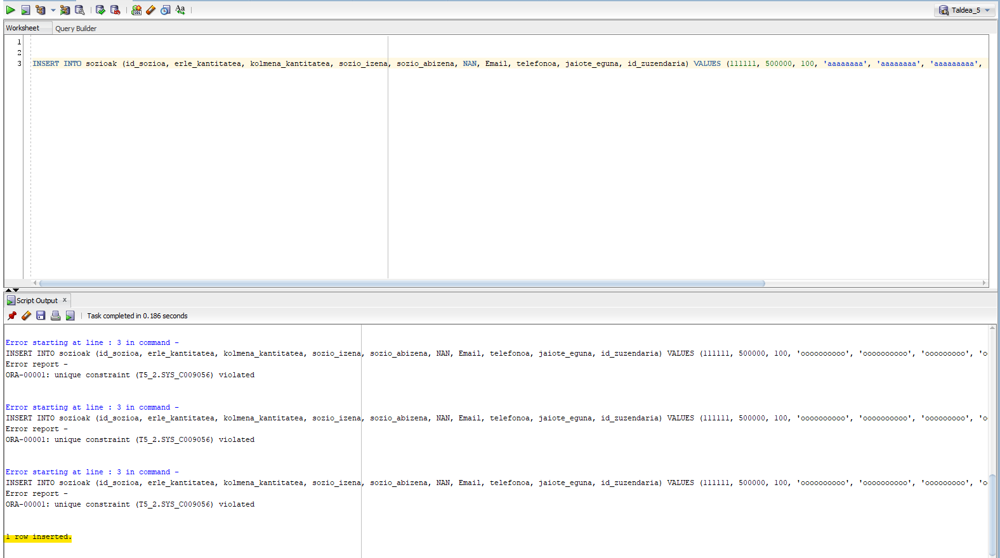 Taldea_5
Worksheet
Query Builder
1
2
3 INSERT INTO sozioak (id_sozioa, erle_kantitatea, kolmena_kantitatea, sozio_izena, sozio_abizena, NAN, Email, telefonoa, jaiote_eguna, id_zuzendaria) VALUES (111111, 500000, 100, 'aaaaaaaa', 'aaaaaaaa', 'aaaaaaaaa',
Script Output x
Task completed in 0.186 seconds
Error starting at line : 3 in command -
INSERT INTO sozioak (id_sozioa, erle_kantitatea, kolmena_kantitatea, sozio_izena, sozio_abizena, NAN, Email, telefonoa, jaiote_eguna, id_zuzendaria) VALUES (111111, 500000, 100, 'oooooooooo', 'oooooooooo', 'ooooooooo', 'o
Error report -
ORA-00001: unique constraint (T5_2.SYS_C009056) violated
Error starting at line : 3 in command -
INSERT INTO sozioak (id_sozioa, erle_kantitatea, kolmena_kantitatea, sozio_izena, sozio_abizena, NAN, Email, telefonoa, jaiote_eguna, id_zuzendaria) VALUES (111111, 500000, 100, 'oooooooooo', 'oooooooooo', 'ooooooooo', 'o
Error report -
ORA-00001: unique constraint (T5_2.SYS_C009056) violated
Error starting at line : 3 in command -
INSERT INTO sozioak (id_sozioa, erle_kantitatea, kolmena_kantitatea, sozio_izena, sozio_abizena, NAN, Email, telefonoa, jaiote_eguna, id_zuzendaria) VALUES (111111, 500000, 100, 'oooooooooo', 'oooooooooo', 'ooooooooo', 'o
Error report -
ORA-00001: unique constraint (T5_2.SYS_C009056) violated
1 row inserted.